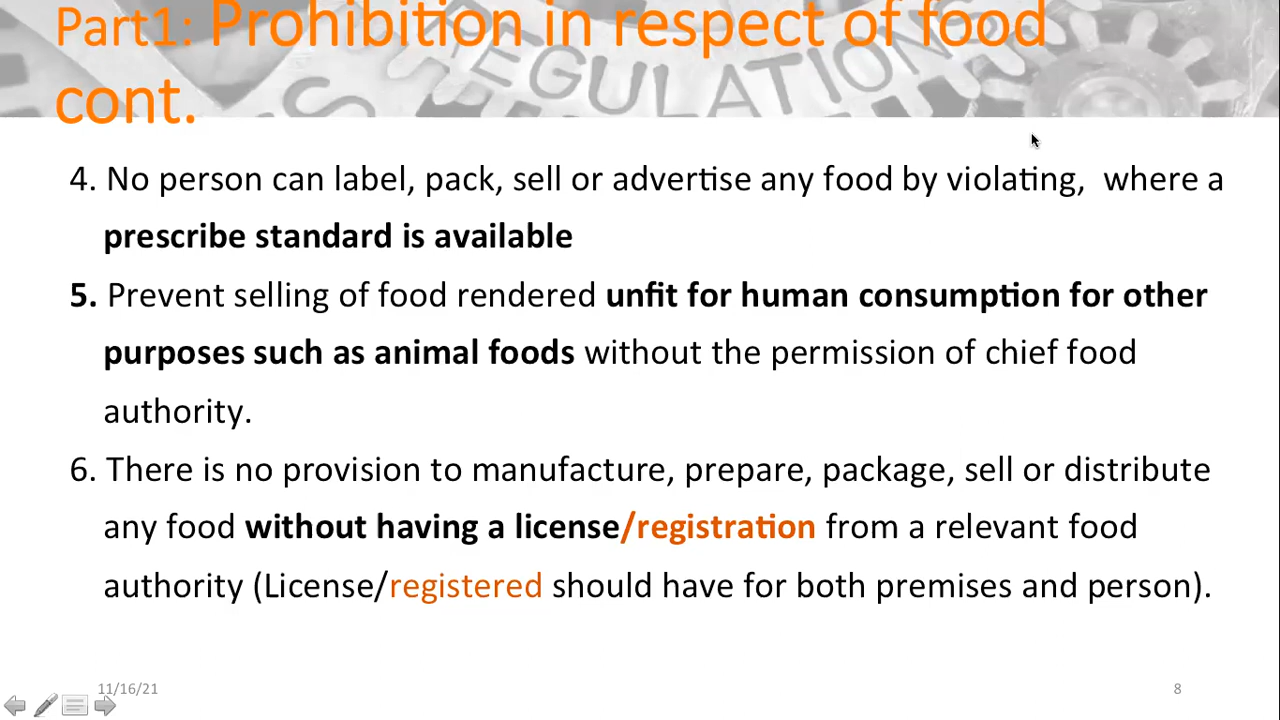 Part1: Prohibition in respect of food
cont.
REGULATION
S
4. No person can label, pack, sell or advertise any food by violating, where a
prescribe standard is available
5. Prevent selling of food rendered unfit for human consumption for other
purposes such as animal foods without the permission of chief food
authority.
6. There is no provision to manufacture, prepare, package, sell or distribute
any food without having a license/registration from a relevant food
authority (License/registered should have for both premises and person).
11/16/21
8